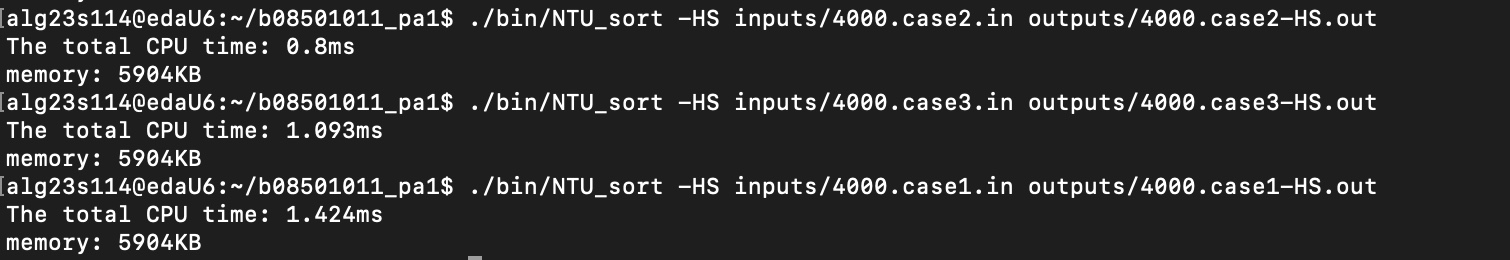 [alg23s114@edaU6:~/b08501011_pa1$ ./bin/NTU_sort -HS inputs/4000.case2.in outputs/4000.case2-HS.out
The total CPU time: 0.8ms
memory: 5904KB
[alg23s114@edaU6:~/b08501011_pa1$ ./bin/NTU_sort -HS inputs/4000.case3.in outputs/4000.case3-HS.out
The total CPU time: 1.093ms
memory: 5904KB
[alg23s114@edaU6:~/b08501011_pa1$ ./bin/NTU_sort -HS inputs/4000.case1.in outputs/4000.case1-HS.out
The total CPU time: 1.424ms
memory: 5904KB